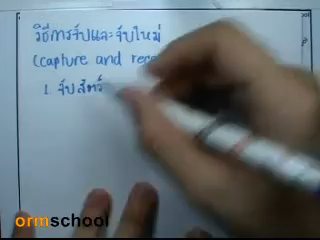 วิธีการจับและจับใหม่
(capture and rec
1 จับสัตว์
ormschool